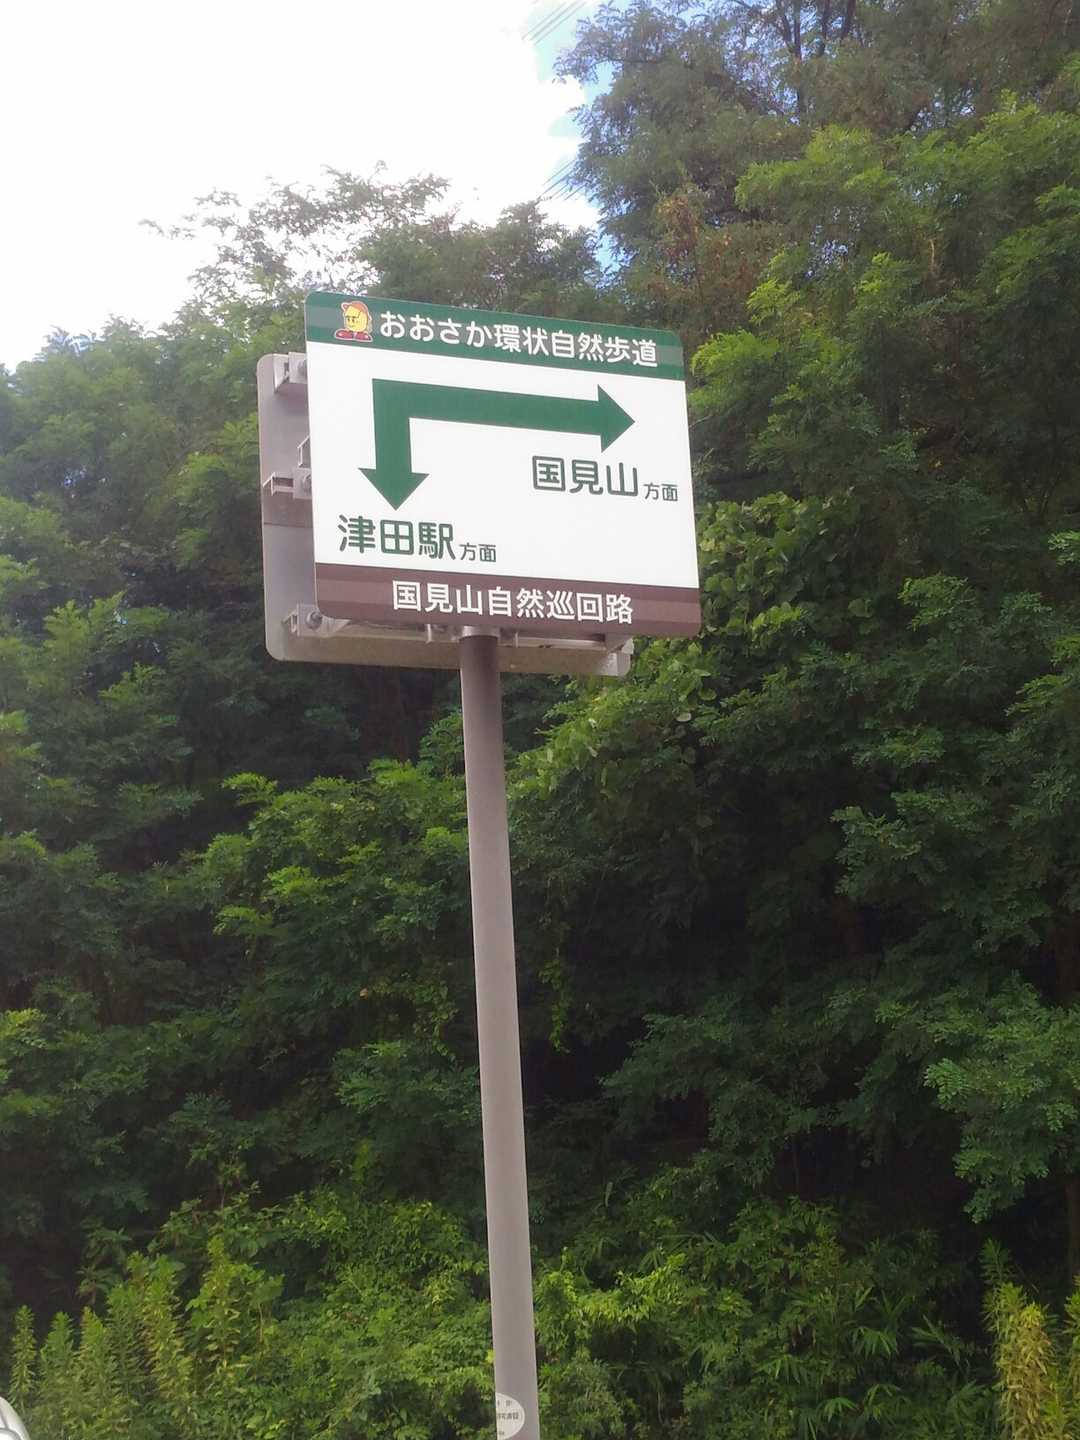 おおさか環状自然歩道
国見山方面
津田駅方面
国見山自然巡回路